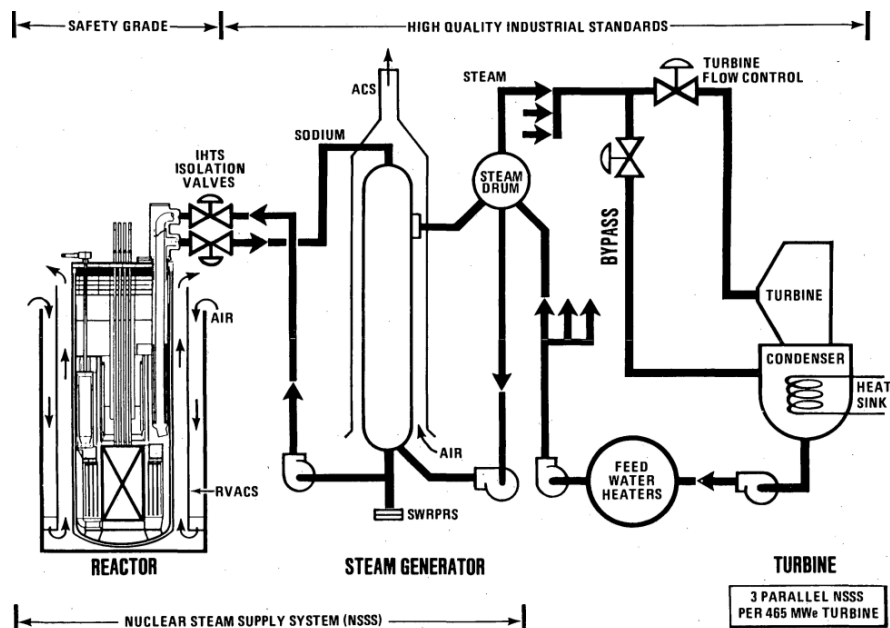 SAFETY GRADE
HIGH QUALITY INDUSTRIAL STANDARDS
ACS
STEAM
TURBINE
FLOW CONTROL
SODIUM
IHTS
ISOLATION
VALVES
STEAM
DRUM
BYPASS
AIR
TURBINE
CONDENSER
HEAT
SINK
AIR
FEED
WATER
HEATERS
RVACS
SWRPRS
REACTOR
STEAM GENERATOR
TURBINE
3 PARALLEL NSSS
PER 465 MWe TURBINE
NUCLEAR STEAM SUPPLY SYSTEM (NSSS)